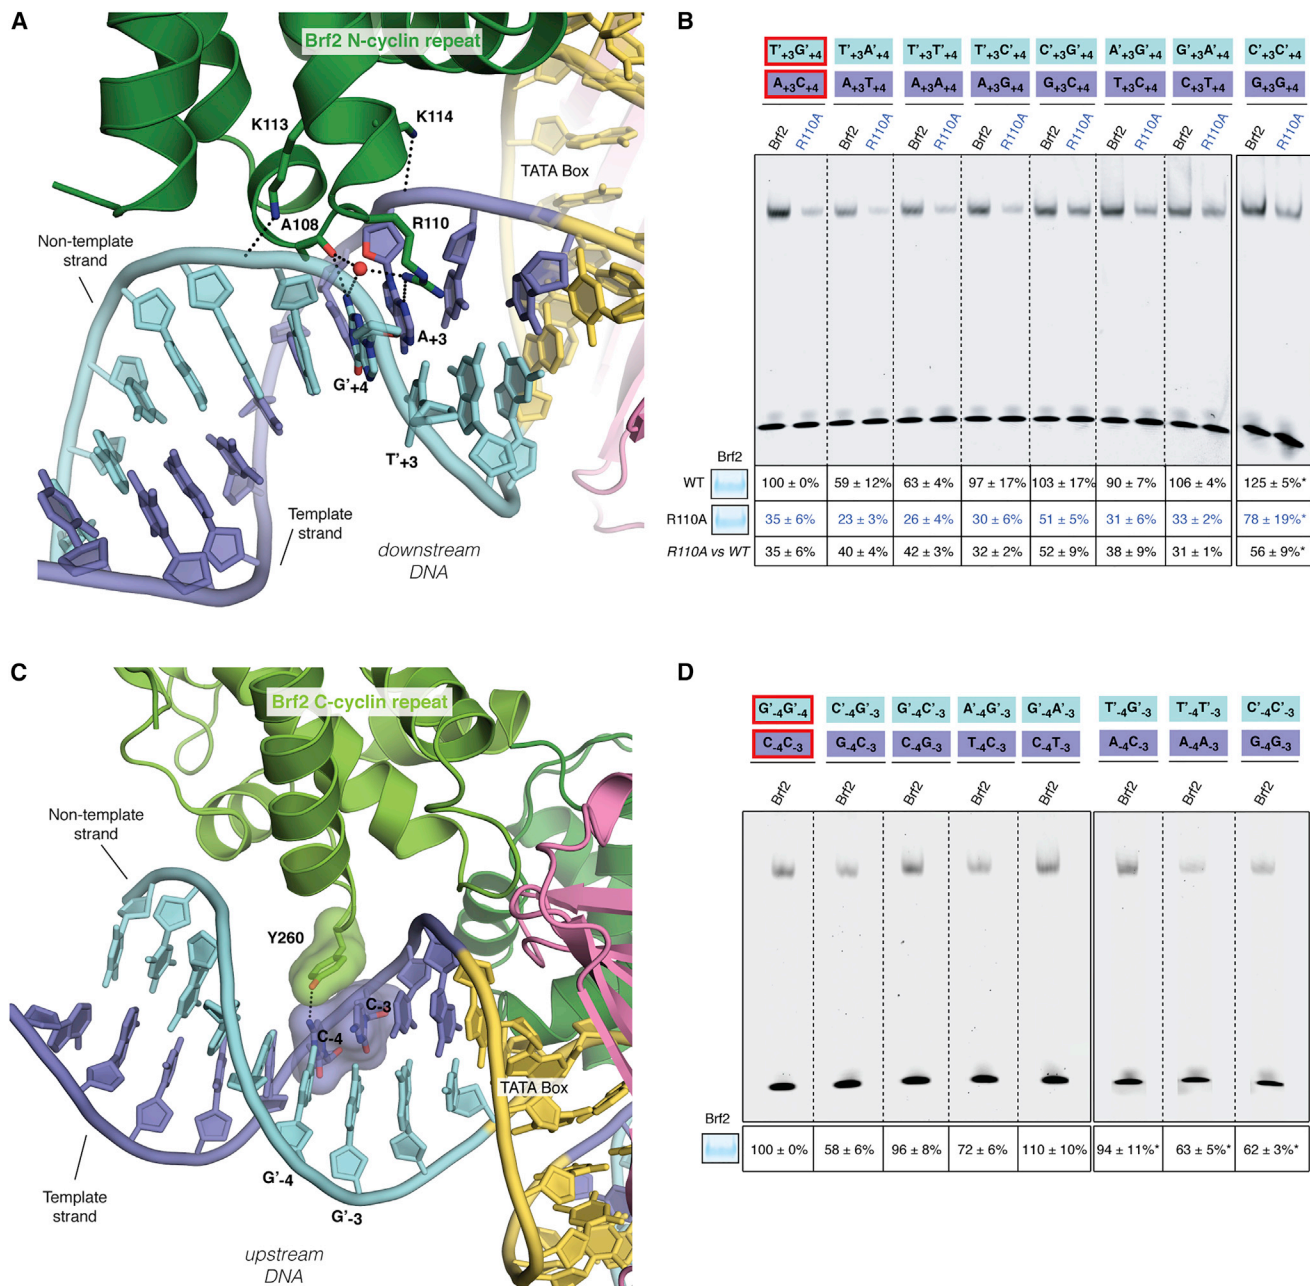 A
Brf2 N-cyclin repeat
K113
K114
TATA Box
A108
R110
Non-template
strand
A+3
G'+4
T'+3
Template
strand
downstream
DNA
B
T'+3G'+4 T'+3A'+4 T'+3T'+4 T'+3C'+4 C'+3G'+4 A'+3G'+4 G'+3A'+4 C'+3C'+4
A+3C+4 A+3T+4 A+3A+4 A+3G+4 G+3C+4 T+3C+4 C+3T+4 G+3G+4
Brf2 R110A Brf2 R110A Brf2 R110A Brf2 R110A Brf2 R110A Brf2 R110A Brf2 R110A Brf2 R110A
Brf2
WT 100 ± 0% 59 ± 12% 63 ± 4% 97 ± 17% 103 ± 17% 90 ± 7% 106 ± 4% 125 ± 5%*
R110A 35 ± 6% 23 ± 3% 26 ± 4% 30 ± 6% 51 ± 5% 31 ± 6% 33 ± 2% 78 ± 19%*
R110A vs WT 35 ± 6% 40 ± 4% 42 ± 3% 32 ± 2% 52 ± 9% 38 ± 9% 31 ± 1% 56 ± 9%*
C
Brf2 C-cyclin repeat
Non-template
strand
Y260
C-3
C-4
TATA Box
G'-4
G'-3
Template
strand
upstream
DNA
D
G'-4G'-4 C'-4G'-3 G'-4C'-3 A'-4G'-3 G'-4A'-3 T'-4G'-3 T'-4T'-3 C'-4C'-3
C-4C-3 G-4C-3 C-4G-3 T-4C-3 C-4T-3 A-4C-3 A-4A-3 G-4G-3
Brf2 Brf2 Brf2 Brf2 Brf2 Brf2 Brf2 Brf2
Brf2
100 ± 0% 58 ± 6% 96 ± 8% 72 ± 6% 110 ± 10% 94 ± 11%* 63 ± 5%* 62 ± 3%*